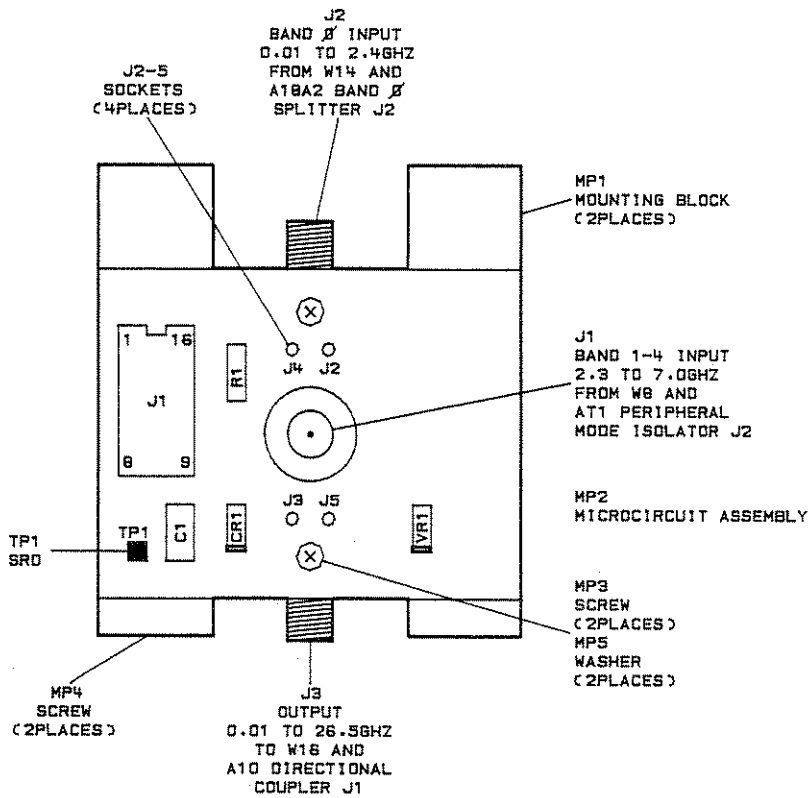 J2
BAND 0 INPUT
0.01 TO 2.4GHZ
FROM W14 AND
A18A2 BAND 0
SPLITTER J2
J2-5
SOCKETS
(4PLACES)
MP1
MOUNTING BLOCK
(2PLACES)
1 16
J1
8 9
R1
J4 J2
J1
BAND 1-4 INPUT
2.3 TO 7.0GHZ
FROM W8 AND
AT1 PERIPHERAL
MODE ISOLATOR J2
J3 J5
MP2
MICROCIRCUIT ASSEMBLY
TP1
SRD
TP1
C1
CR1
VR1
MP3
SCREW
(2PLACES)
MP5
WASHER
(2PLACES)
MP4
SCREW
(2PLACES)
J3
OUTPUT
0.01 TO 26.5GHZ
TO W16 AND
A10 DIRECTIONAL
COUPLER J1